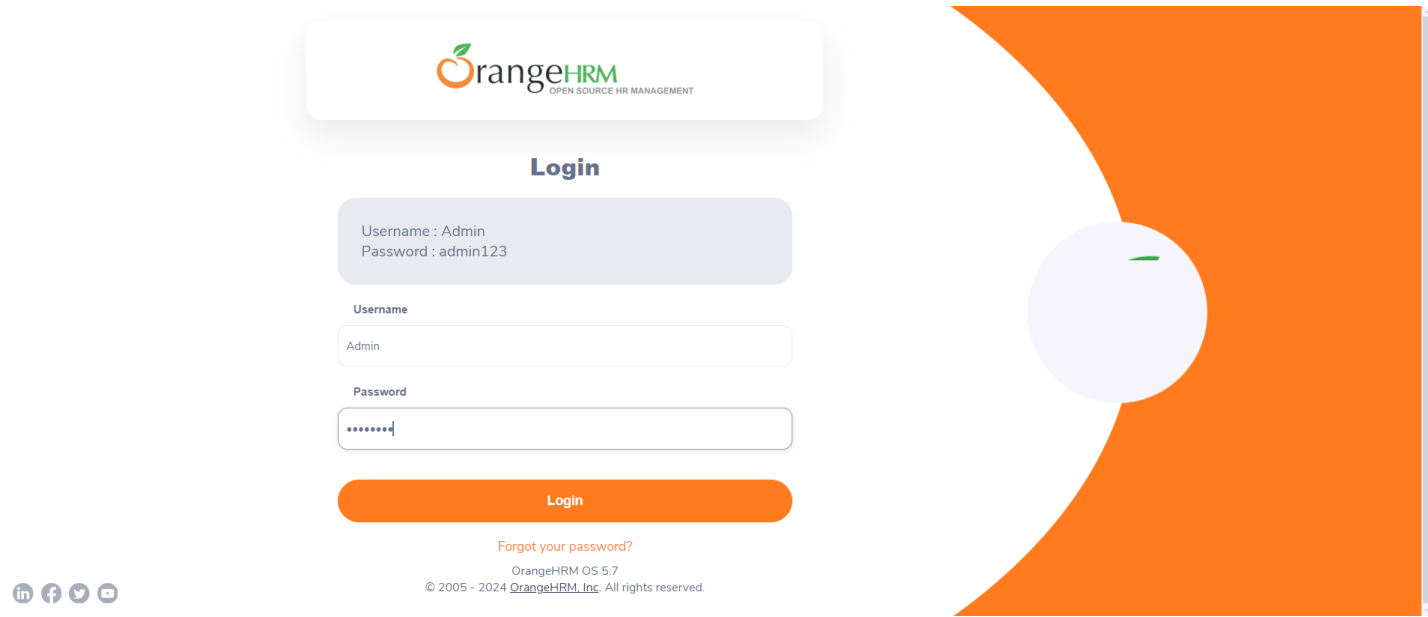 OrangeHRM
OPEN SOURCE HR MANAGEMENT
Login
Username : Admin
Password : admin123
Username
Admin
Password
••••••••
Login
Forgot your password?
OrangeHRM OS 5.7
© 2005 - 2024 OrangeHRM, Inc. All rights reserved.